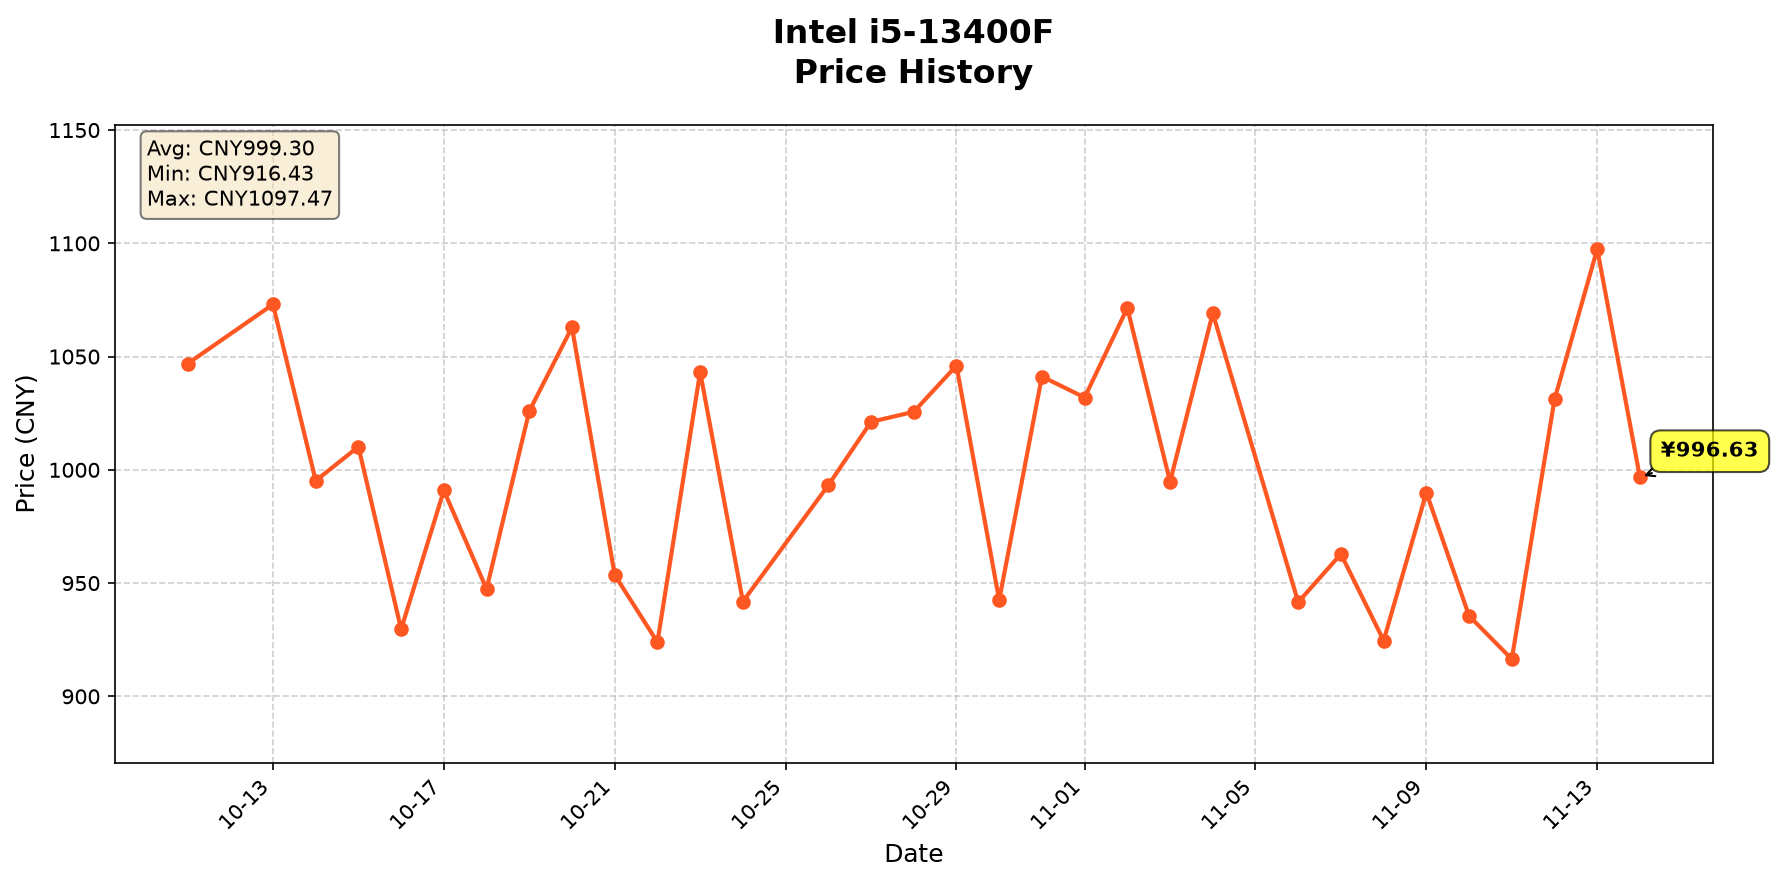 Intel i5-13400F
Price History
Avg: CNY999.30
Min: CNY916.43
Max: CNY1097.47
1150
1100
1050
1000
950
900
Price (CNY)
¥996.63
10-13
10-17
10-21
10-25
10-29
11-01
11-05
11-09
11-13
Date